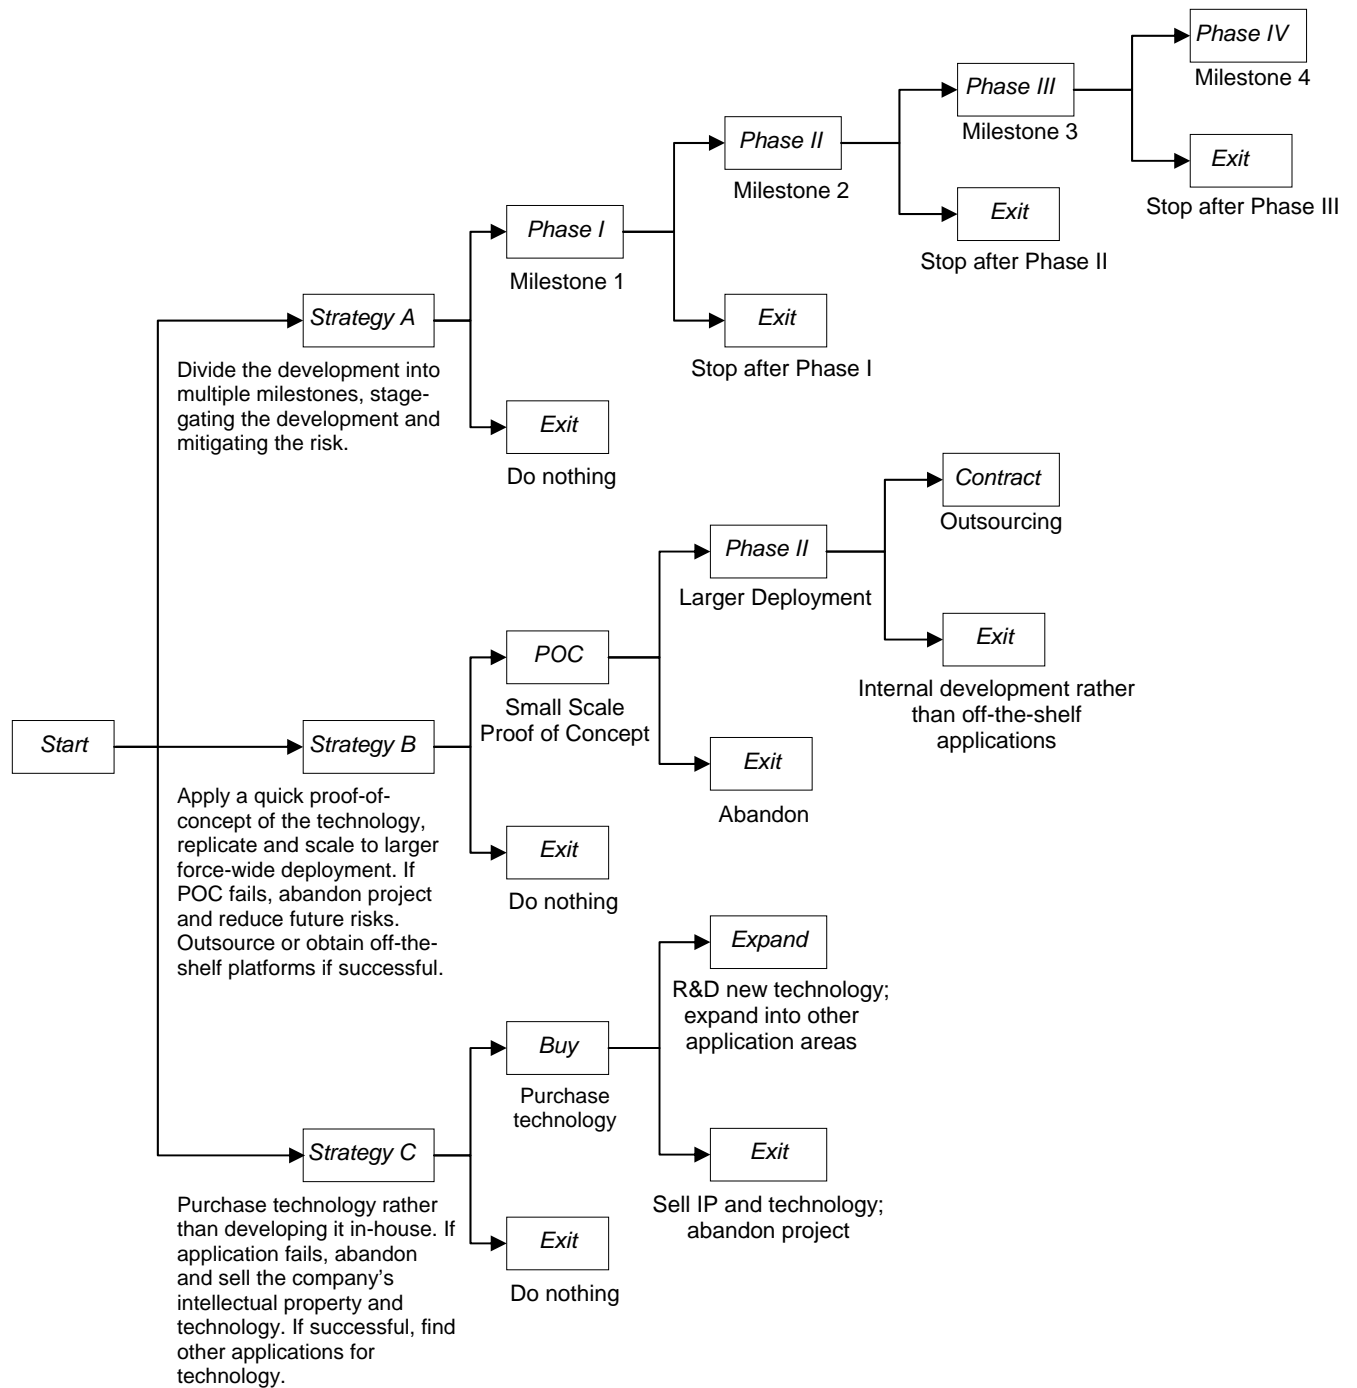 Phase IV
Milestone 4
Phase III
Milestone 3
Exit
Stop after Phase III
Phase II
Milestone 2
Exit
Stop after Phase II
Phase I
Milestone 1
Exit
Stop after Phase I
Strategy A
Divide the development into
multiple milestones, stage-
gating the development and
mitigating the risk.
Exit
Do nothing
Contract
Outsourcing
Phase II
Larger Deployment
Exit
Internal development rather
than off-the-shelf
applications
POC
Small Scale
Proof of Concept
Exit
Abandon
Start
Strategy B
Apply a quick proof-of-
concept of the technology,
replicate and scale to larger
force-wide deployment. If
POC fails, abandon project
and reduce future risks.
Outsource or obtain off-the-
shelf platforms if successful.
Exit
Do nothing
Expand
R&D new technology;
expand into other
application areas
Buy
Purchase
technology
Exit
Sell IP and technology;
abandon project
Strategy C
Purchase technology rather
than developing it in-house. If
application fails, abandon
and sell the company’s
intellectual property and
technology. If successful, find
other applications for
technology.
Exit
Do nothing